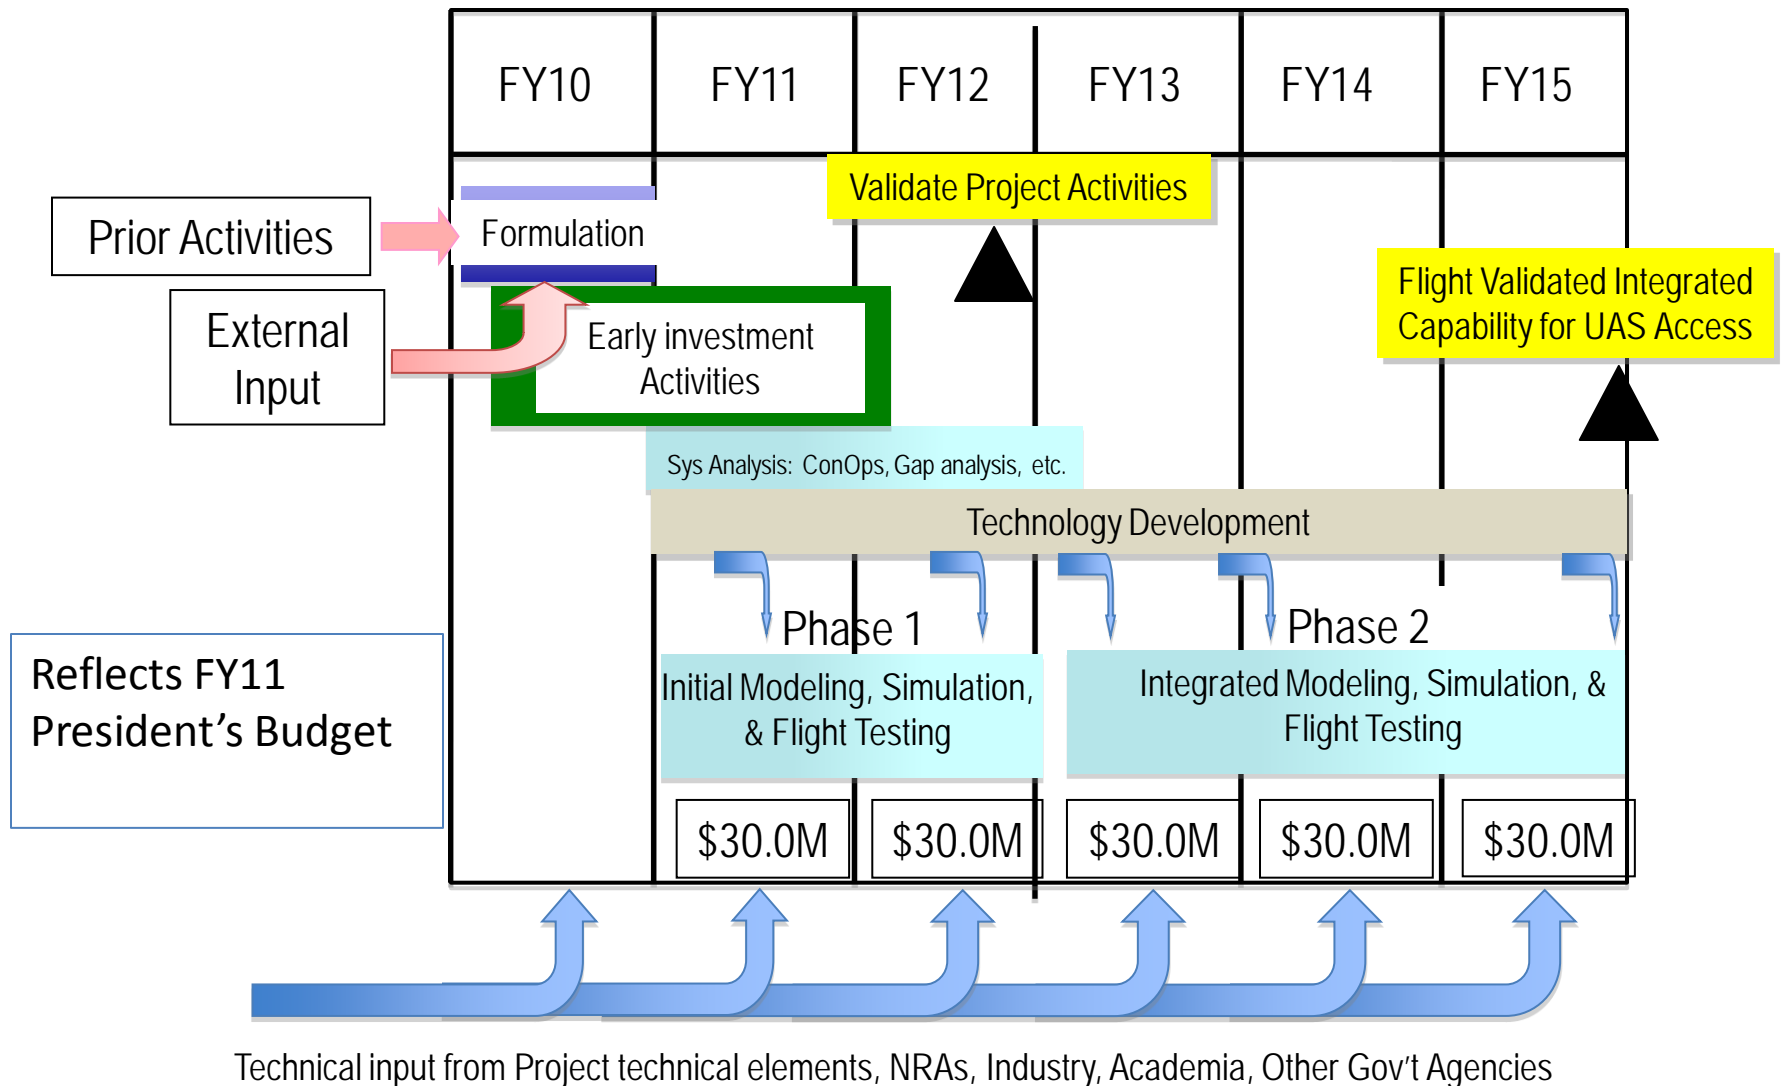 FY10 FY11 FY12 FY13 FY14 FY15
Validate Project Activities
Prior Activities
Formulation
Flight Validated Integrated
Capability for UAS Access
External
Input
Early investment
Activities
Sys Analysis: ConOps, Gap analysis, etc.
Technology Development
Phase 1
Phase 2
Reflects FY11
President’s Budget
Initial Modeling, Simulation,
& Flight Testing
Integrated Modeling, Simulation, &
Flight Testing
$30.0M $30.0M $30.0M $30.0M $30.0M
Technical input from Project technical elements, NRAs, Industry, Academia, Other Gov’t Agencies